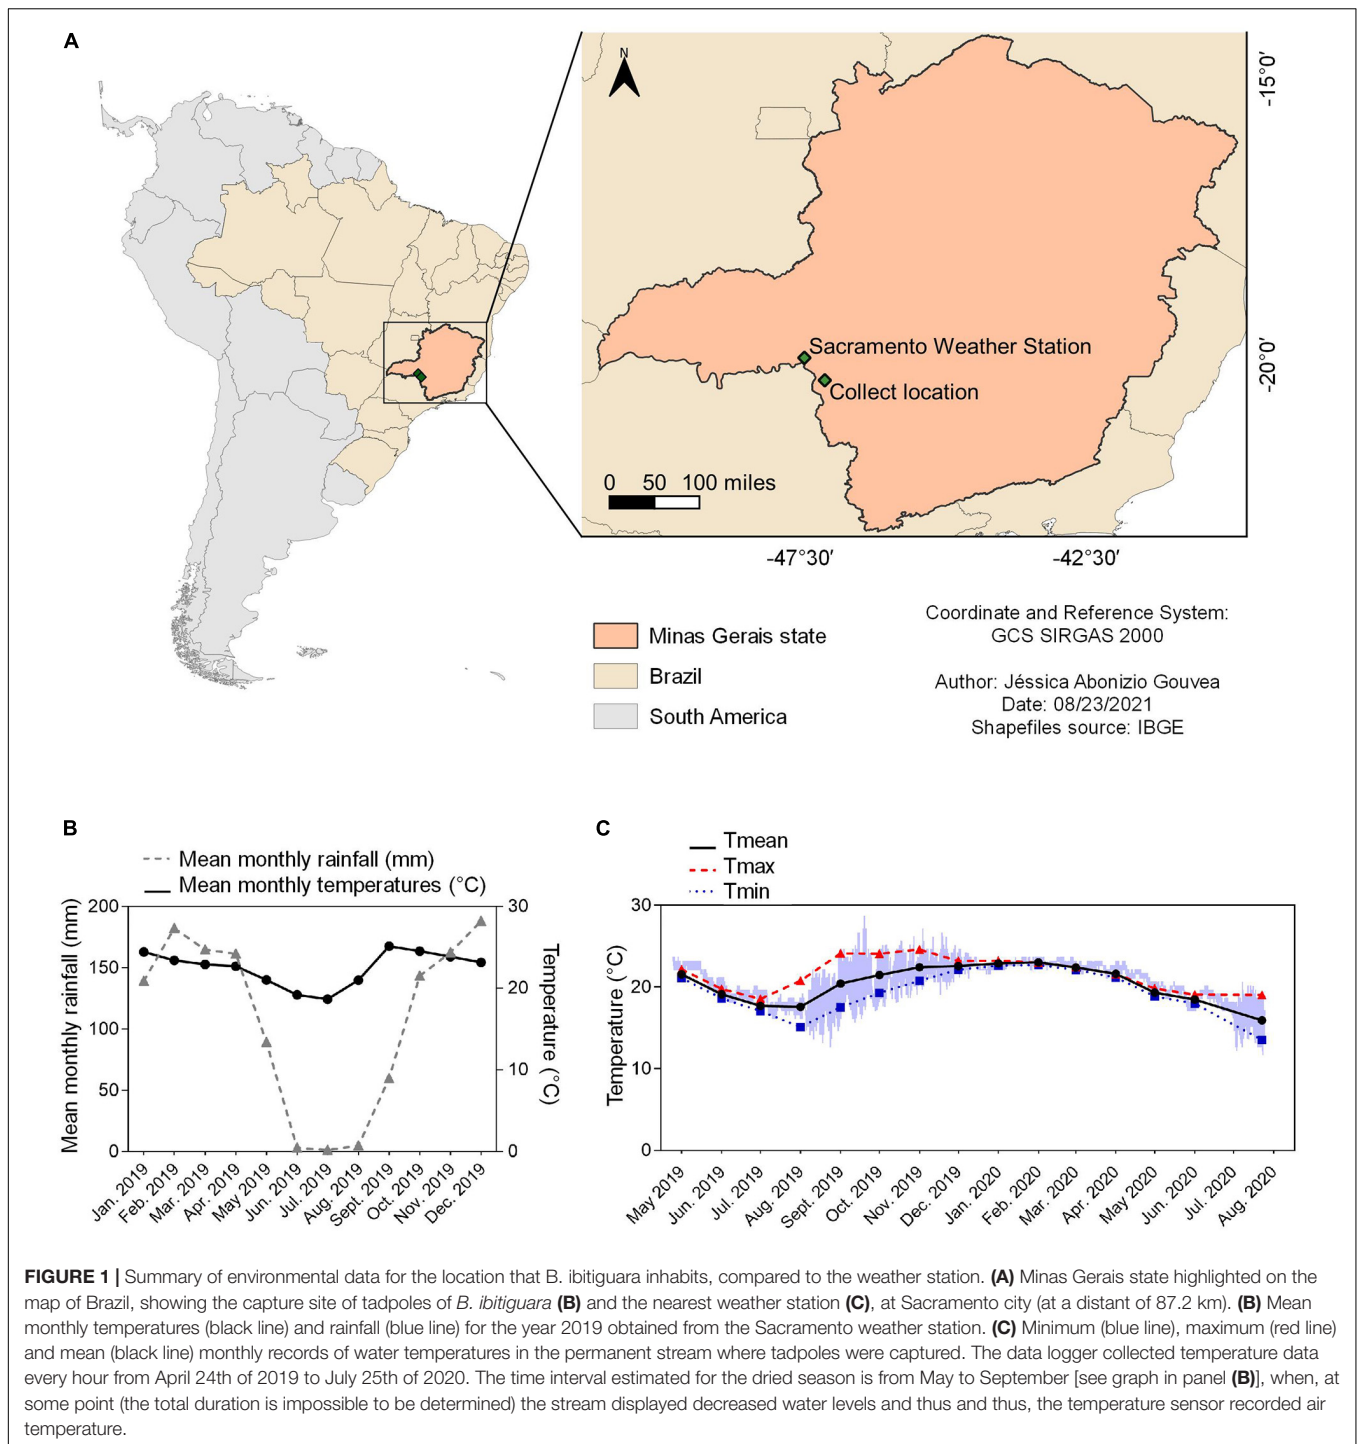 A
N
-15°0′
Sacramento Weather Station
-20°0′
Collect location
0 50 100 miles
-47°30′ -42°30′
Minas Gerais state
Brazil
South America
Coordinate and Reference System:
GCS SIRGAS 2000
Author: Jéssica Abonizio Gouvea
Date: 08/23/2021
Shapefiles source: IBGE
B
Mean monthly rainfall (mm)
Mean monthly temperatures (°C)
Mean monthly rainfall (mm)
200
150
100
50
0
30
20
10
0
Temperature (°C)
Jan. 2019
Feb. 2019
Mar. 2019
Apr. 2019
May 2019
Jun. 2019
Jul. 2019
Aug. 2019
Sept. 2019
Oct. 2019
Nov. 2019
Dec. 2019
C
Tmean
Tmax
Tmin
Temperature (°C)
30
20
10
0
May 2019
Jun. 2019
Jul. 2019
Aug. 2019
Sept. 2019
Oct. 2019
Nov. 2019
Dec. 2019
Jan. 2020
Feb. 2020
Mar. 2020
Apr. 2020
May 2020
Jun. 2020
Jul. 2020
Aug. 2020
FIGURE 1 | Summary of environmental data for the location that B. ibitiguara inhabits, compared to the weather station. (A) Minas Gerais state highlighted on the
map of Brazil, showing the capture site of tadpoles of B. ibitiguara (B) and the nearest weather station (C), at Sacramento city (at a distant of 87.2 km). (B) Mean
monthly temperatures (black line) and rainfall (blue line) for the year 2019 obtained from the Sacramento weather station. (C) Minimum (blue line), maximum (red line)
and mean (black line) monthly records of water temperatures in the permanent stream where tadpoles were captured. The data logger collected temperature data
every hour from April 24th of 2019 to July 25th of 2020. The time interval estimated for the dried season is from May to September [see graph in panel (B)], when, at
some point (the total duration is impossible to be determined) the stream displayed decreased water levels and thus and thus, the temperature sensor recorded air
temperature.